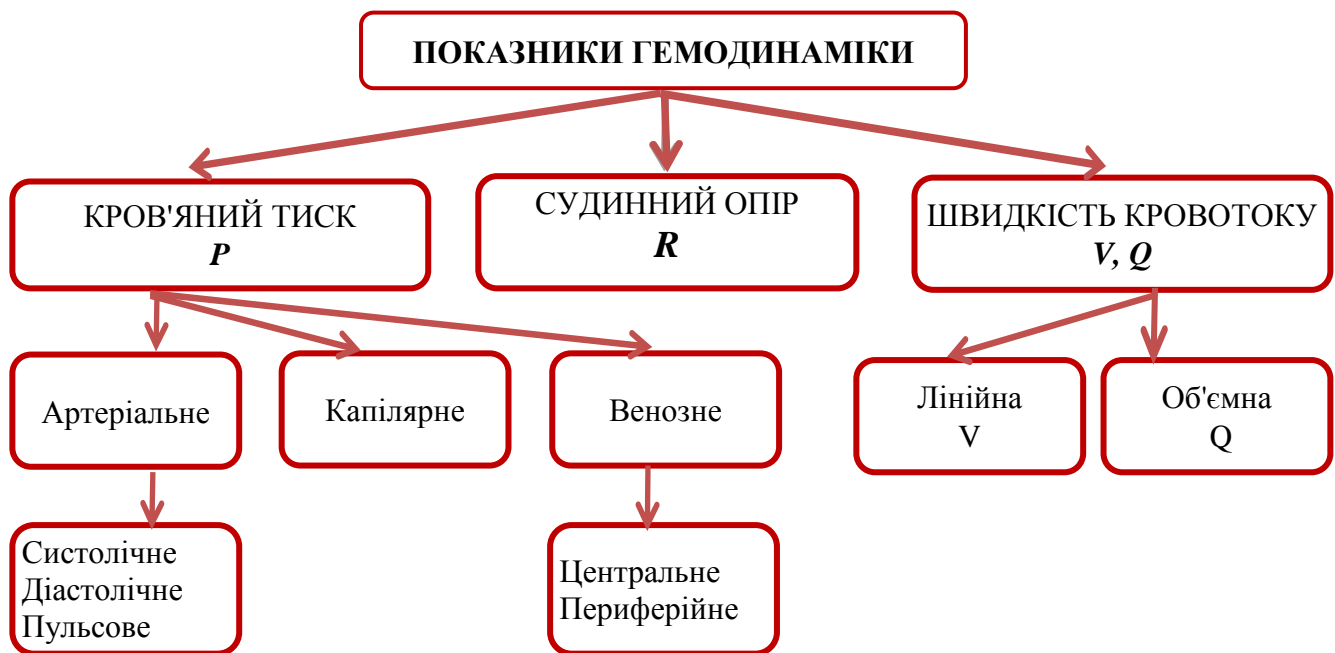 ПОКАЗНИКИ ГЕМОДИНАМІКИ
КРОВ'ЯНИЙ ТИСК
P
СУДИННИЙ ОПІР
R
ШВИДКІСТЬ КРОВОТОКУ
V, Q
Артеріальне
Капілярне
Венозне
Лінійна
V
Об'ємна
Q
Систолічне
Діастолічне
Пульсове
Центральне
Периферійне